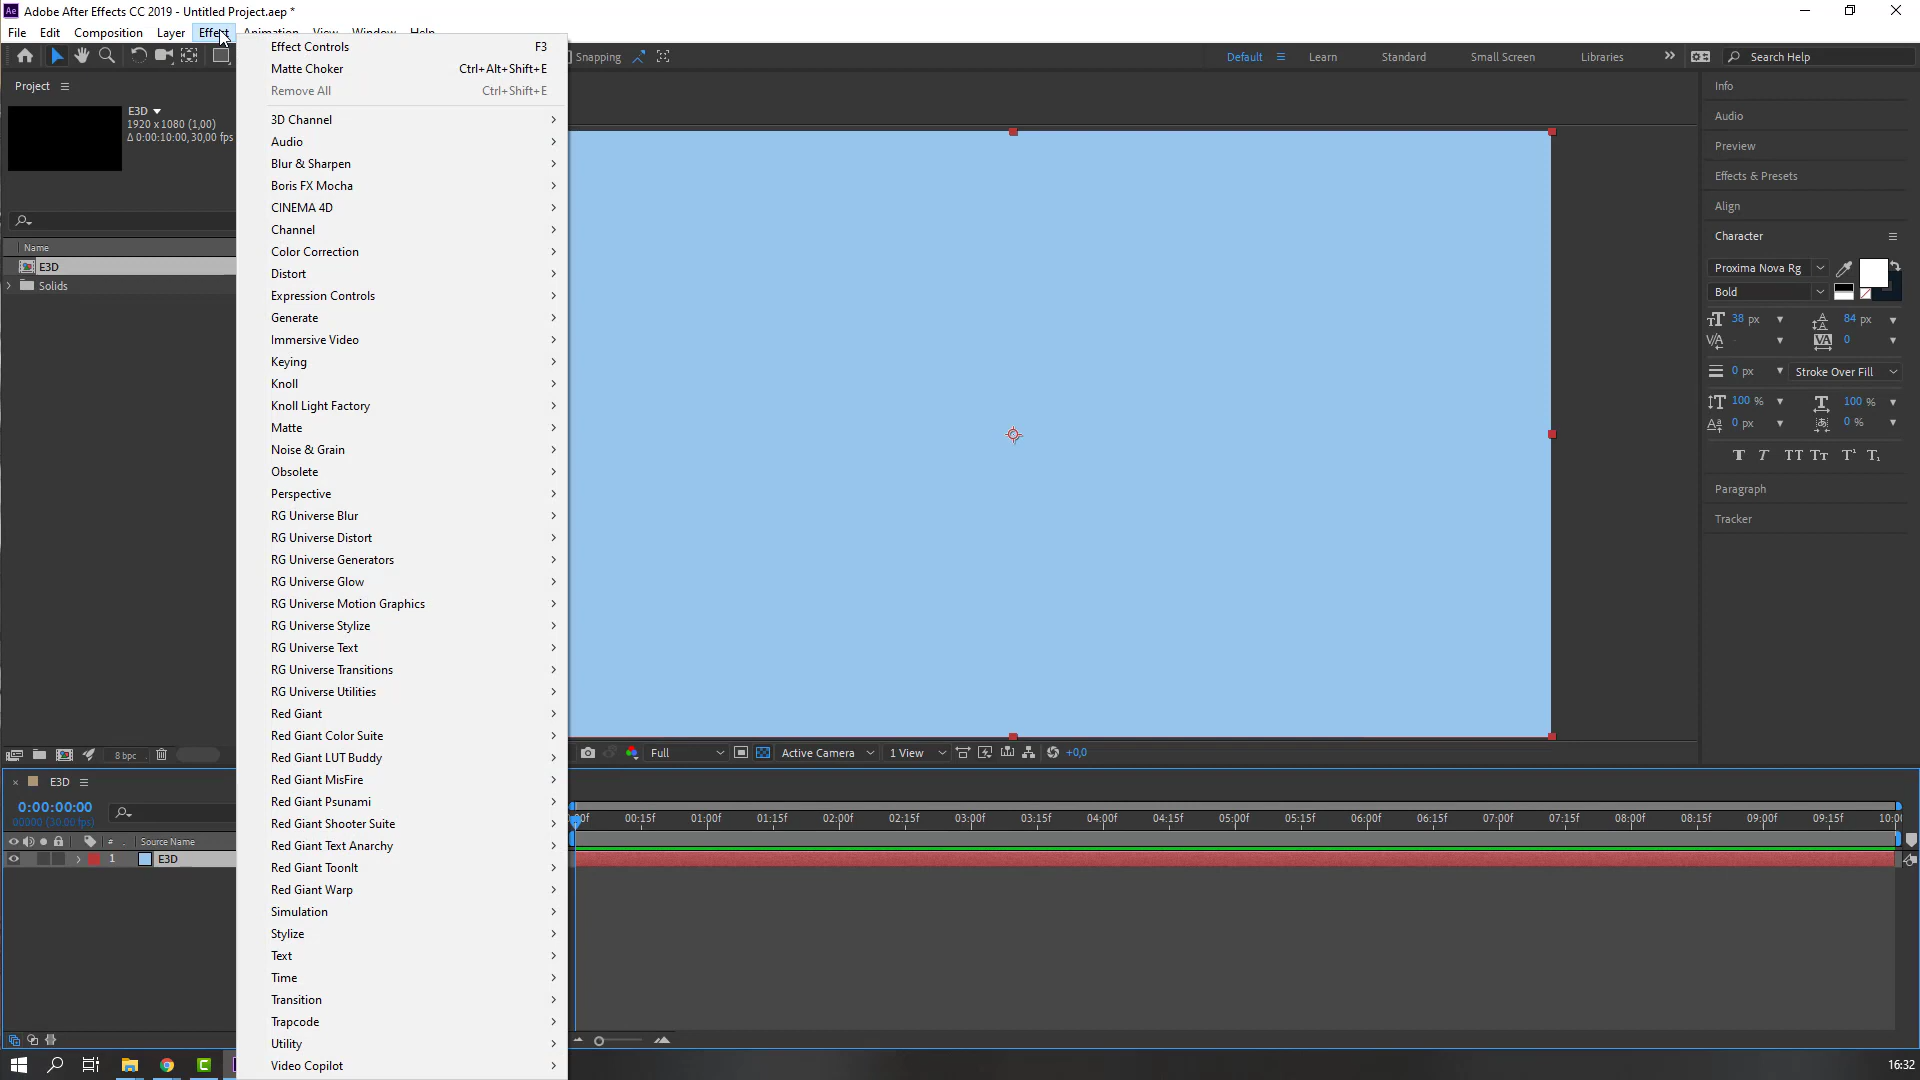 Ae Adobe After Effects CC 2019 - Untitled Project.aep *
File Edit Composition Layer Effect Animation View Window Help
Snapping
Default Learn Standard Small Screen Libraries Search Help
Project
E3D
1920 x 1080 (1,00)
Δ 0:00:10:00, 30,00 fps
Name
E3D
Solids
8 bpc
Effect Controls F3
Matte Choker Ctrl+Alt+Shift+E
Remove All Ctrl+Shift+E
3D Channel
Audio
Blur & Sharpen
Boris FX Mocha
CINEMA 4D
Channel
Color Correction
Distort
Expression Controls
Generate
Immersive Video
Keying
Knoll
Knoll Light Factory
Matte
Noise & Grain
Obsolete
Perspective
RG Universe Blur
RG Universe Distort
RG Universe Generators
RG Universe Glow
RG Universe Motion Graphics
RG Universe Stylize
RG Universe Text
RG Universe Transitions
RG Universe Utilities
Red Giant
Red Giant Color Suite
Red Giant LUT Buddy
Red Giant MisFire
Red Giant Psunami
Red Giant Shooter Suite
Red Giant Text Anarchy
Red Giant ToonIt
Red Giant Warp
Simulation
Stylize
Text
Time
Transition
Trapcode
Utility
Video Copilot
Info
Audio
Preview
Effects & Presets
Align
Character
Proxima Nova Rg
Bold
38 px 84 px
0
0 px Stroke Over Fill
100 % 100 %
0 px 0 %
T T TT Tт T¹ T₁
Paragraph
Tracker
Full Active Camera 1 View +0,0
E3D
0:00:00:00
00000 (30.00 fps)
00:15f 01:00f 01:15f 02:00f 02:15f 03:00f 03:15f 04:00f 04:15f 05:00f 05:15f 06:00f 06:15f 07:00f 07:15f 08:00f 08:15f 09:00f 09:15f 10:00
# Source Name
1 E3D
16:32